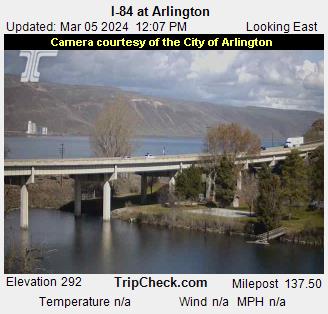 I-84 at Arlington
Updated: Mar 05 2024 12:07 PM Looking East
Camera courtesy of the City of Arlington
Elevation 292 TripCheck.com Milepost 137.50
Temperature n/a Wind n/a MPH n/a